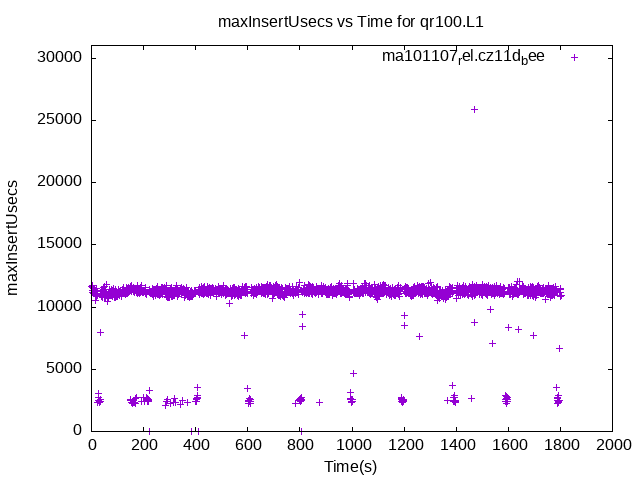 maxInsertUsecs vs Time for qr100.L1
ma101107rel.cz11dbee
30000
25000
20000
15000
10000
5000
0
maxInsertUsecs
0 200 400 600 800 1000 1200 1400 1600 1800 2000
Time(s)